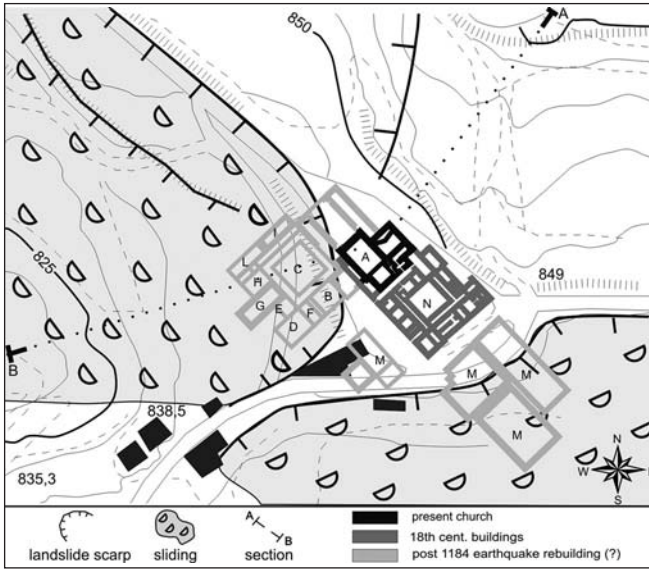 A
850
849
A
L
C
H
B
N
G
E
F
D
825
M
M
M
B
M
838,5
835,3
N
W
E
S
A
B
landslide scarp
sliding
section
present church
18th cent. buildings
post 1184 earthquake rebuilding (?)